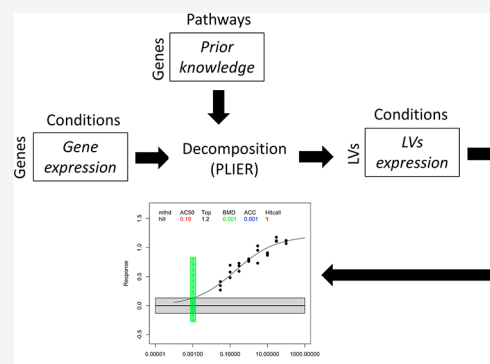 Pathways
Genes
Prior
knowledge
Conditions
Genes
Gene
expression
Decomposition
(PLIER)
Conditions
LVs
LVs
expression
mthd AC50 Top BMD ACC Hitcall
hill 0.19 1.2 0.001 0.001 1
Response
1.5
1.0
0.5
0.0
-0.5
0.00001 0.00100 0.10000 10.00000 1000.00000